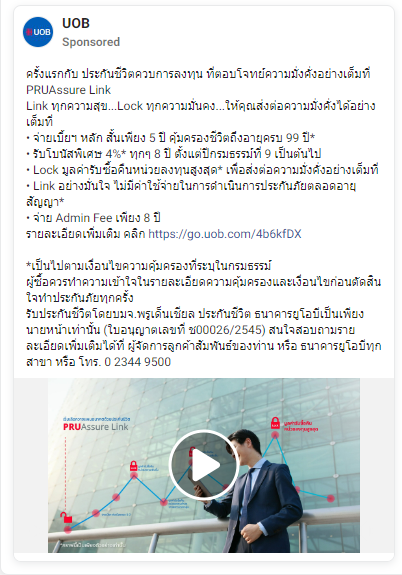 UOB
UOB
Sponsored
ครั้งแรกกับ ประกันชีวิตควบการลงทุน ที่ตอบโจทย์ความมั่งคั่งอย่างเต็มที่
PRUAssure Link
Link ทุกความสุข...Lock ทุกความมั่นคง...ให้คุณส่งต่อความมั่งคั่งได้อย่าง
เต็มที่
• จ่ายเบี้ยฯ หลัก สั้นเพียง 5 ปี คุ้มครองชีวิตถึงอายุครบ 99 ปี*
• รับโบนัสพิเศษ 4%* ทุกๆ 8 ปี ตั้งแต่ปีกรมธรรม์ที่ 9 เป็นต้นไป
• Lock มูลค่ารับซื้อคืนหน่วยลงทุนสูงสุด* เพื่อส่งต่อความมั่งคั่งอย่างเต็มที่
• Link อย่างมั่นใจ ไม่มีค่าใช้จ่ายในการดำเนินการประกันภัยตลอดอายุ
สัญญา*
• จ่าย Admin Fee เพียง 8 ปี
รายละเอียดเพิ่มเติม คลิก https://go.uob.com/4b6kfDX
*เป็นไปตามเงื่อนไขความคุ้มครองที่ระบุในกรมธรรม์
ผู้ซื้อควรทำความเข้าใจในรายละเอียดความคุ้มครองและเงื่อนไขก่อนตัดสิน
ใจทำประกันภัยทุกครั้ง
รับประกันชีวิตโดยบมจ.พรูเด็นเชียล ประกันชีวิต ธนาคารยูโอบีเป็นเพียง
นายหน้าเท่านั้น (ใบอนุญาตเลขที่ ช00026/2545) สนใจสอบถามราย
ละเอียดเพิ่มเติมได้ที่ ผู้จัดการลูกค้าสัมพันธ์ของท่าน หรือ ธนาคารยูโอบีทุก
สาขา หรือ โทร. 0 2344 9500
PRUAssure Link